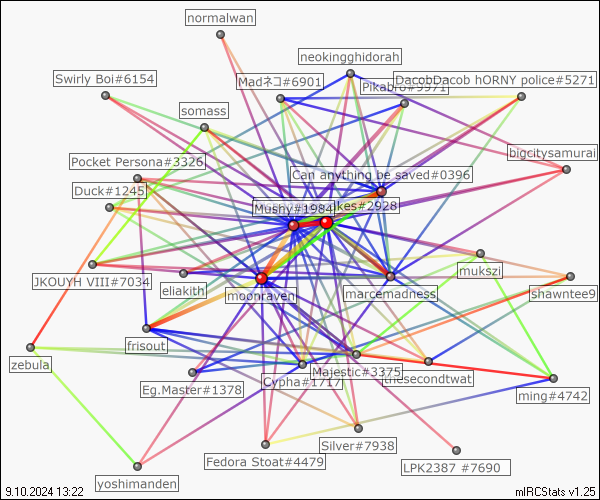 normalwan
neokingghidorah
Swirly Boi#6154
Madネコ#6901
Pikabro#5971
DacobDacob hORNY police#5271
somass
bigcitysamurai
Pocket Persona#3326
Can anything be saved#0396
Duck#1245
Mushy#1984
kes#2928
JKOUYH VIII#7034
eliakith
mukszi
moonraven
marcemadness
shawntee9
frisout
zebula
Majestic#3375
Eg.Master#1378
Cypha#1717
thesecondtwat
ming#4742
Silver#7938
Fedora Stoat#4479
LPK2387 #7690
yoshimanden
9.10.2024 13:22
mIRCStats v1.25